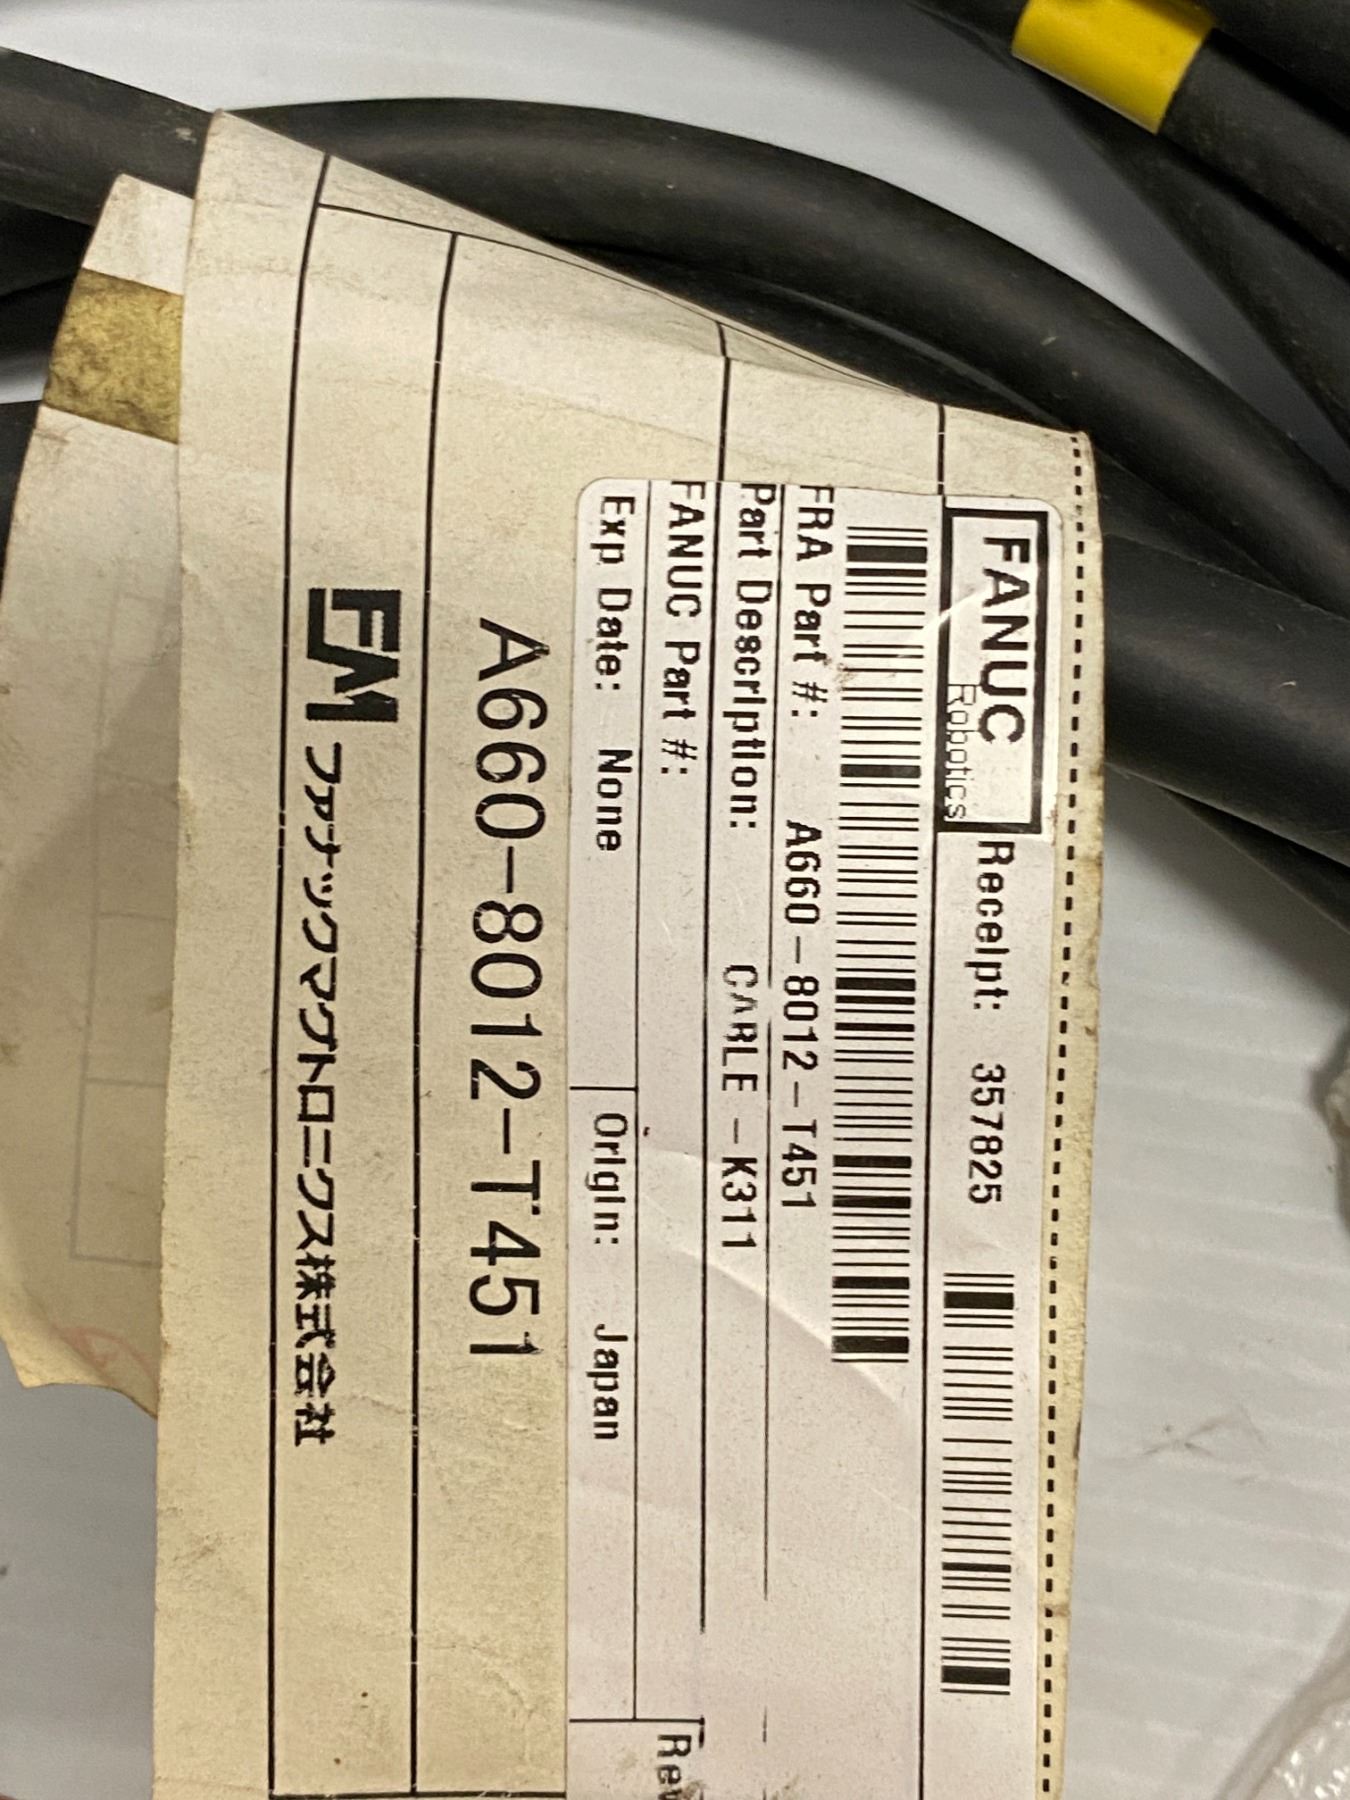 FANUC
Robotics
Receipt: 357825
FRA Part #: A660-8012-T451
Part Description: CABLE -K311
FANUC Part #:
Exp Date: None
Origin: Japan
A660-8012-T451
FM ファナックマグトロニクス株式会社